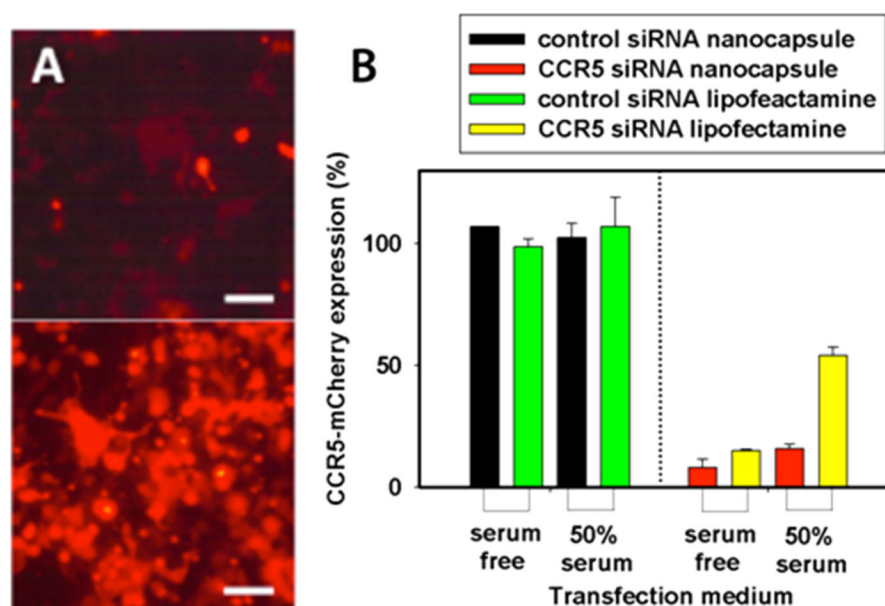 A
B
control siRNA nanocapsule
CCR5 siRNA nanocapsule
control siRNA lipofeactamine
CCR5 siRNA lipofectamine
CCR5-mCherry expression (%)
100
50
0
serum free
50% serum
serum free
50% serum
Transfection medium